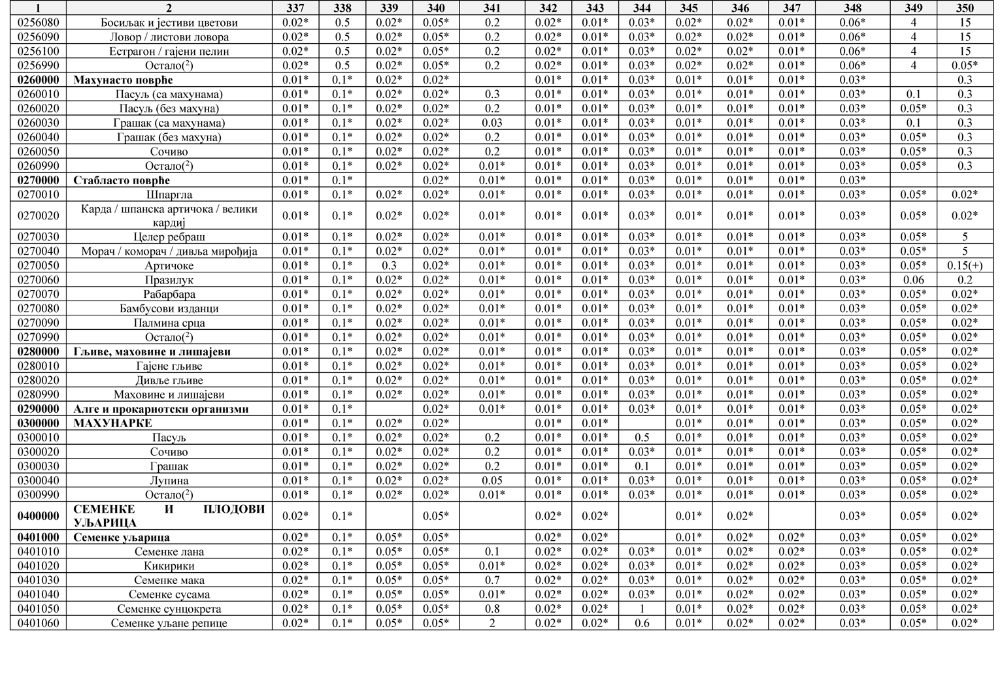 1 2 337 338 339 340 341 342 343 344 345 346 347 348 349 350
0256080 Босиљак и јестиви цветови 0.02* 0.5 0.02* 0.05* 0.2 0.02* 0.01* 0.03* 0.02* 0.02* 0.01* 0.06* 4 15
0256090 Ловор / листови ловора 0.02* 0.5 0.02* 0.05* 0.2 0.02* 0.01* 0.03* 0.02* 0.02* 0.01* 0.06* 4 15
0256100 Естрагон / гајени пелин 0.02* 0.5 0.02* 0.05* 0.2 0.02* 0.01* 0.03* 0.02* 0.02* 0.01* 0.06* 4 15
0256990 Остало(2) 0.02* 0.5 0.02* 0.05* 0.2 0.02* 0.01* 0.03* 0.02* 0.02* 0.01* 0.06* 4 0.05*
0260000 Махунасто поврће 0.01* 0.1* 0.02* 0.02* 0.01* 0.01* 0.03* 0.01* 0.01* 0.01* 0.03* 0.3
0260010 Пасуљ (са махунама) 0.01* 0.1* 0.02* 0.02* 0.3 0.01* 0.01* 0.03* 0.01* 0.01* 0.01* 0.03* 0.1 0.3
0260020 Пасуљ (без махуна) 0.01* 0.1* 0.02* 0.02* 0.2 0.01* 0.01* 0.03* 0.01* 0.01* 0.01* 0.03* 0.05* 0.3
0260030 Грашак (са махунама) 0.01* 0.1* 0.02* 0.02* 0.03 0.01* 0.01* 0.03* 0.01* 0.01* 0.01* 0.03* 0.1 0.3
0260040 Грашак (без махуна) 0.01* 0.1* 0.02* 0.02* 0.2 0.01* 0.01* 0.03* 0.01* 0.01* 0.01* 0.03* 0.05* 0.3
0260050 Сочиво 0.01* 0.1* 0.02* 0.02* 0.2 0.01* 0.01* 0.03* 0.01* 0.01* 0.01* 0.03* 0.05* 0.3
0260990 Остало(2) 0.01* 0.1* 0.02* 0.02* 0.01* 0.01* 0.01* 0.03* 0.01* 0.01* 0.01* 0.03* 0.05* 0.3
0270000 Стабласто поврће 0.01* 0.1* 0.02* 0.01* 0.01* 0.01* 0.03* 0.01* 0.01* 0.01* 0.03*
0270010 Шпаргла 0.01* 0.1* 0.02* 0.02* 0.01* 0.01* 0.01* 0.03* 0.01* 0.01* 0.01* 0.03* 0.05* 0.02*
0270020 Карда / шпанска артичока / велики
кардиј 0.01* 0.1* 0.02* 0.02* 0.01* 0.01* 0.01* 0.03* 0.01* 0.01* 0.01* 0.03* 0.05* 0.02*
0270030 Целер ребраш 0.01* 0.1* 0.02* 0.02* 0.01* 0.01* 0.01* 0.03* 0.01* 0.01* 0.01* 0.03* 0.05* 5
0270040 Морач / коморач / дивља мирођија 0.01* 0.1* 0.02* 0.02* 0.01* 0.01* 0.01* 0.03* 0.01* 0.01* 0.01* 0.03* 0.05* 5
0270050 Артичоке 0.01* 0.1* 0.3 0.02* 0.01* 0.01* 0.01* 0.03* 0.01* 0.01* 0.01* 0.03* 0.05* 0.15(+)
0270060 Празилук 0.01* 0.1* 0.02* 0.02* 0.01* 0.01* 0.01* 0.03* 0.01* 0.01* 0.01* 0.03* 0.06 0.2
0270070 Рабарбара 0.01* 0.1* 0.02* 0.02* 0.01* 0.01* 0.01* 0.03* 0.01* 0.01* 0.01* 0.03* 0.05* 0.02*
0270080 Бамбусови изданци 0.01* 0.1* 0.02* 0.02* 0.01* 0.01* 0.01* 0.03* 0.01* 0.01* 0.01* 0.03* 0.05* 0.02*
0270090 Палмина срца 0.01* 0.1* 0.02* 0.02* 0.01* 0.01* 0.01* 0.03* 0.01* 0.01* 0.01* 0.03* 0.05* 0.02*
0270990 Остало(2) 0.01* 0.1* 0.02* 0.02* 0.01* 0.01* 0.01* 0.03* 0.01* 0.01* 0.01* 0.03* 0.05* 0.02*
0280000 Гљиве, маховине и лишајеви 0.01* 0.1* 0.02* 0.02* 0.01* 0.01* 0.01* 0.03* 0.01* 0.01* 0.01* 0.03* 0.05* 0.02*
0280010 Гајене гљиве 0.01* 0.1* 0.02* 0.02* 0.01* 0.01* 0.01* 0.03* 0.01* 0.01* 0.01* 0.03* 0.05* 0.02*
0280020 Дивље гљиве 0.01* 0.1* 0.02* 0.02* 0.01* 0.01* 0.01* 0.03* 0.01* 0.01* 0.01* 0.03* 0.05* 0.02*
0280990 Маховине и лишајеви 0.01* 0.1* 0.02* 0.02* 0.01* 0.01* 0.01* 0.03* 0.01* 0.01* 0.01* 0.03* 0.05* 0.02*
0290000 Алге и прокариотски организми 0.01* 0.1* 0.02* 0.01* 0.01* 0.01* 0.03* 0.01* 0.01* 0.01* 0.03* 0.05* 0.02*
0300000 МАХУНАРКЕ 0.01* 0.1* 0.02* 0.02* 0.01* 0.01* 0.01* 0.01* 0.01* 0.03* 0.05* 0.02*
0300010 Пасуљ 0.01* 0.1* 0.02* 0.02* 0.2 0.01* 0.01* 0.5 0.01* 0.01* 0.01* 0.03* 0.05* 0.02*
0300020 Сочиво 0.01* 0.1* 0.02* 0.02* 0.2 0.01* 0.01* 0.03* 0.01* 0.01* 0.01* 0.03* 0.05* 0.02*
0300030 Грашак 0.01* 0.1* 0.02* 0.02* 0.2 0.01* 0.01* 0.1 0.01* 0.01* 0.01* 0.03* 0.05* 0.02*
0300040 Лупина 0.01* 0.1* 0.02* 0.02* 0.05 0.01* 0.01* 0.03* 0.01* 0.01* 0.01* 0.03* 0.05* 0.02*
0300990 Остало(2) 0.01* 0.1* 0.02* 0.02* 0.01* 0.01* 0.01* 0.03* 0.01* 0.01* 0.01* 0.03* 0.05* 0.02*
0400000 СЕМЕНКЕ И ПЛОДОВИ
УЉАРИЦА 0.02* 0.1* 0.05* 0.02* 0.02* 0.01* 0.02* 0.03* 0.05* 0.02*
0401000 Семенке уљарица 0.02* 0.1* 0.05* 0.05* 0.02* 0.02* 0.01* 0.02* 0.02* 0.03* 0.05* 0.02*
0401010 Семенке лана 0.02* 0.1* 0.05* 0.05* 0.1 0.02* 0.02* 0.03* 0.01* 0.02* 0.02* 0.03* 0.05* 0.02*
0401020 Кикирики 0.02* 0.1* 0.05* 0.05* 0.01* 0.02* 0.02* 0.03* 0.01* 0.02* 0.02* 0.03* 0.05* 0.02*
0401030 Семенке мака 0.02* 0.1* 0.05* 0.05* 0.7 0.02* 0.02* 0.03* 0.01* 0.02* 0.02* 0.03* 0.05* 0.02*
0401040 Семенке сусама 0.02* 0.1* 0.05* 0.05* 0.01* 0.02* 0.02* 0.03* 0.01* 0.02* 0.02* 0.03* 0.05* 0.02*
0401050 Семенке сунцокрета 0.02* 0.1* 0.05* 0.05* 0.8 0.02* 0.02* 1 0.01* 0.02* 0.02* 0.03* 0.05* 0.02*
0401060 Семенке уљане репице 0.02* 0.1* 0.05* 0.05* 2 0.02* 0.02* 0.6 0.01* 0.02* 0.02* 0.03* 0.05* 0.02*